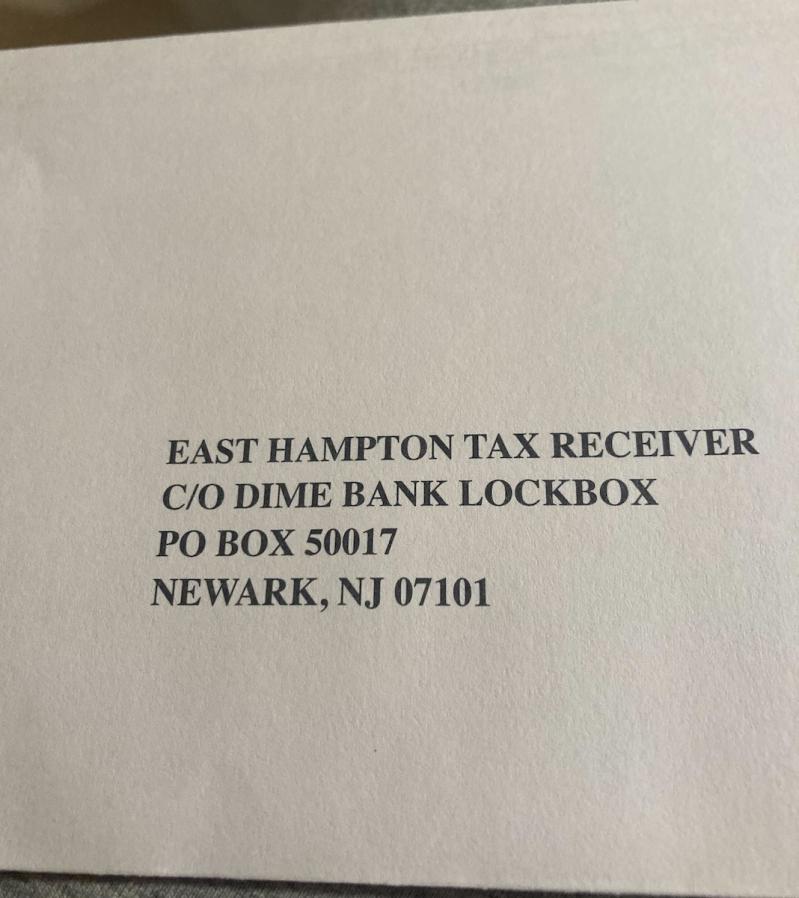 EAST HAMPTON TAX RECEIVER
C/O DIME BANK LOCKBOX
PO BOX 50017
NEWARK, NJ 07101